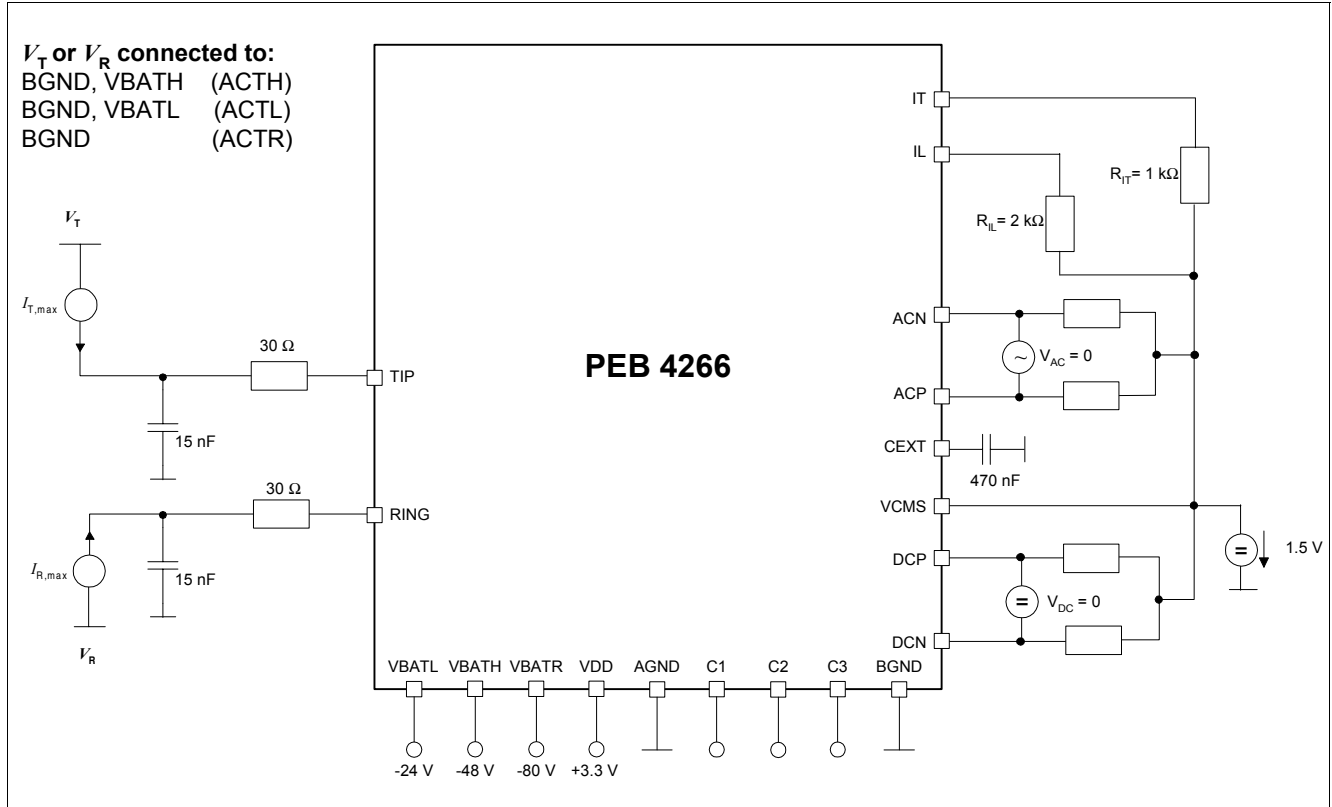 V_T or V_R connected to:
BGND, VBATH (ACTH)
BGND, VBATL (ACTL)
BGND (ACTR)
IT
IL
R_IT= 1 kΩ
R_IL= 2 kΩ
V_T
I_T,max
30 Ω
TIP
15 nF
30 Ω
RING
I_R,max
15 nF
V_R
PEB 4266
ACN
~
V_AC = 0
ACP
CEXT
470 nF
VCMS
DCP
=
1.5 V
=
V_DC = 0
DCN
VBATL VBATH VBATR VDD AGND C1 C2 C3 BGND
-24 V -48 V -80 V +3.3 V